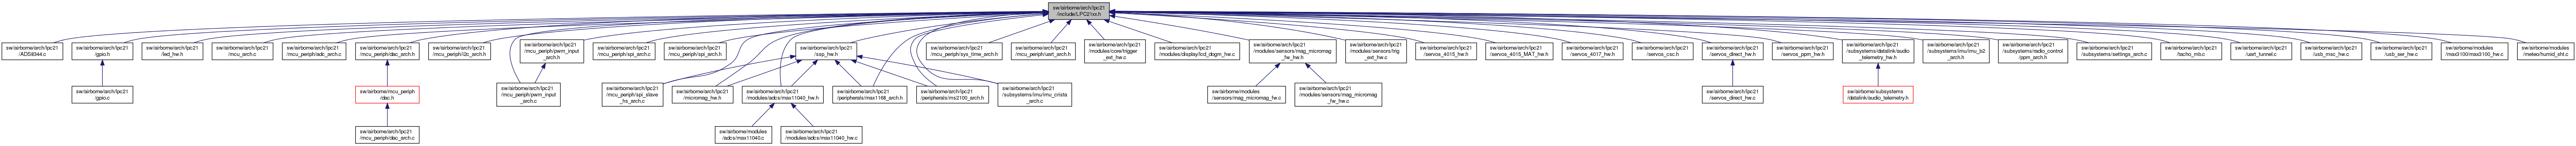 sw/airborne/arch/lpc21
/include/LPC21xx.h
sw/airborne/arch/lpc21
/ADS8344.c
sw/airborne/arch/lpc21
/gpio.h
sw/airborne/arch/lpc21
/led_hw.h
sw/airborne/arch/lpc21
/mcu_arch.c
sw/airborne/arch/lpc21
/mcu_periph/adc_arch.c
sw/airborne/arch/lpc21
/mcu_periph/dac_arch.h
sw/airborne/arch/lpc21
/mcu_periph/i2c_arch.h
sw/airborne/arch/lpc21
/mcu_periph/pwm_input
_arch.h
sw/airborne/arch/lpc21
/mcu_periph/spi_arch.c
sw/airborne/arch/lpc21
/mcu_periph/spi_arch.h
sw/airborne/arch/lpc21
/ssp_hw.h
sw/airborne/arch/lpc21
/mcu_periph/sys_time_arch.h
sw/airborne/arch/lpc21
/mcu_periph/uart_arch.h
sw/airborne/arch/lpc21
/modules/core/trigger
_ext_hw.c
sw/airborne/arch/lpc21
/modules/display/lcd_dogm_hw.c
sw/airborne/arch/lpc21
/modules/sensors/mag_micromag
_fw_hw.h
sw/airborne/arch/lpc21
/modules/sensors/trig
_ext_hw.c
sw/airborne/arch/lpc21
/servos_4015_hw.h
sw/airborne/arch/lpc21
/servos_4015_MAT_hw.h
sw/airborne/arch/lpc21
/servos_4017_hw.h
sw/airborne/arch/lpc21
/servos_csc.h
sw/airborne/arch/lpc21
/servos_direct_hw.h
sw/airborne/arch/lpc21
/servos_ppm_hw.h
sw/airborne/arch/lpc21
/subsystems/datalink/audio
_telemetry_hw.h
sw/airborne/arch/lpc21
/subsystems/imu/imu_b2
_arch.h
sw/airborne/arch/lpc21
/subsystems/radio_control
/ppm_arch.h
sw/airborne/arch/lpc21
/subsystems/settings_arch.c
sw/airborne/arch/lpc21
/tacho_mb.c
sw/airborne/arch/lpc21
/uart_tunnel.c
sw/airborne/arch/lpc21
/usb_msc_hw.c
sw/airborne/arch/lpc21
/usb_ser_hw.c
sw/airborne/modules
/max3100/max3100_hw.c
sw/airborne/modules
/meteo/humid_sht.c
sw/airborne/arch/lpc21
/gpio.c
sw/airborne/mcu_periph
/dac.h
sw/airborne/arch/lpc21
/mcu_periph/pwm_input
_arch.c
sw/airborne/arch/lpc21
/mcu_periph/spi_slave
_hs_arch.c
sw/airborne/arch/lpc21
/micromag_hw.h
sw/airborne/arch/lpc21
/modules/adcs/max11040_hw.h
sw/airborne/arch/lpc21
/peripherals/max1168_arch.h
sw/airborne/arch/lpc21
/peripherals/ms2100_arch.h
sw/airborne/arch/lpc21
/subsystems/imu/imu_crista
_arch.c
sw/airborne/modules
/sensors/mag_micromag_fw.c
sw/airborne/arch/lpc21
/modules/sensors/mag_micromag
_fw_hw.c
sw/airborne/arch/lpc21
/servos_direct_hw.c
sw/airborne/subsystems
/datalink/audio_telemetry.h
sw/airborne/arch/lpc21
/mcu_periph/dac_arch.c
sw/airborne/modules
/adcs/max11040.c
sw/airborne/arch/lpc21
/modules/adcs/max11040_hw.c